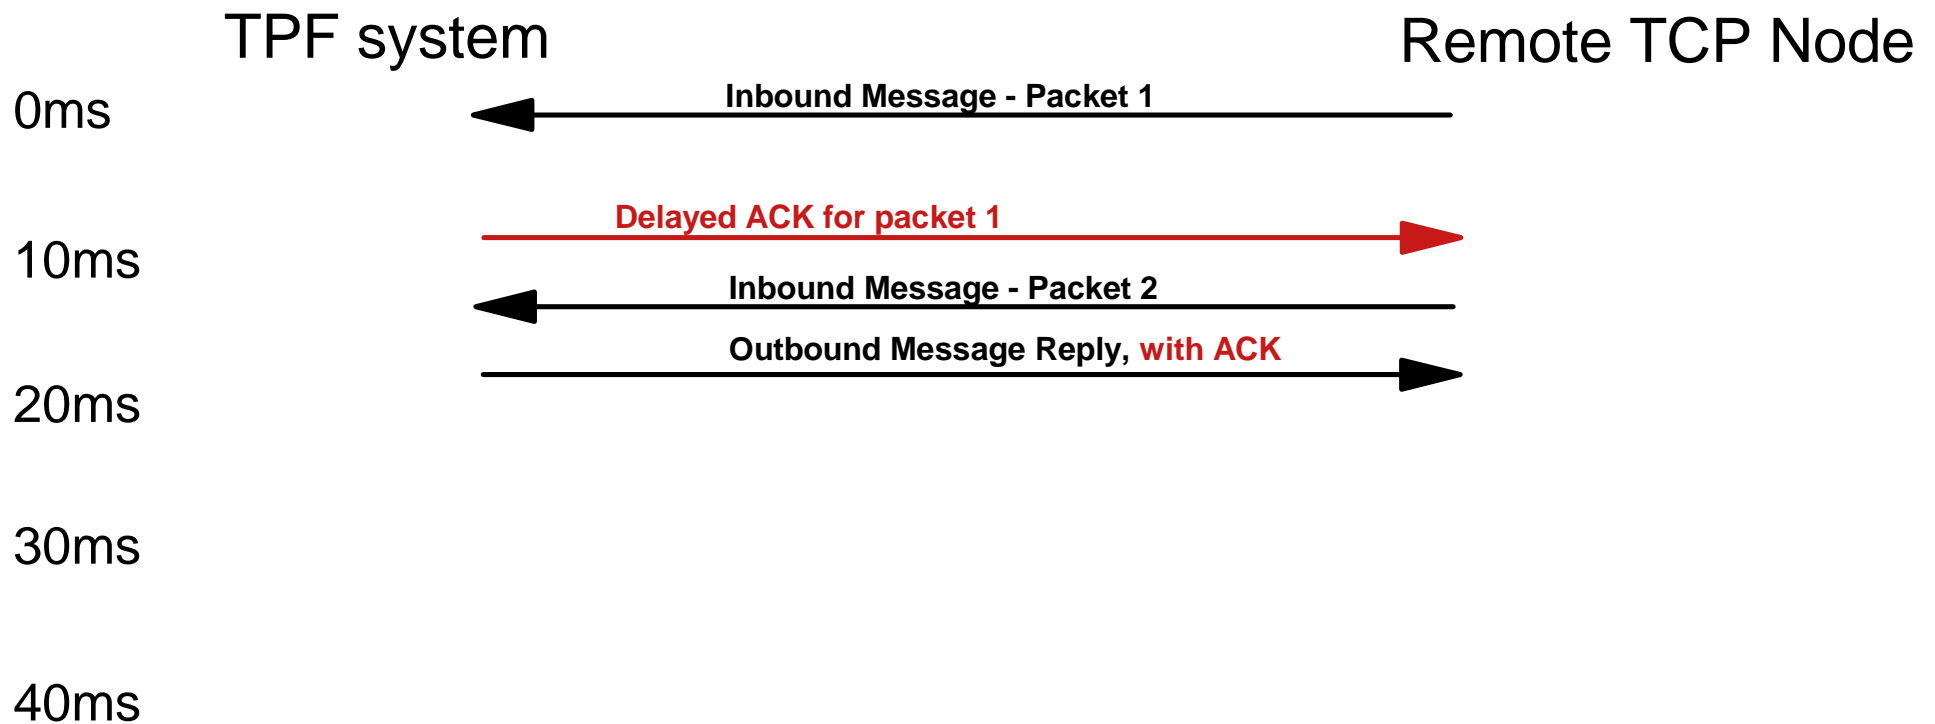 TPF system
Remote TCP Node
0ms
Inbound Message - Packet 1
Delayed ACK for packet 1
10ms
Inbound Message - Packet 2
Outbound Message Reply, with ACK
20ms
30ms
40ms